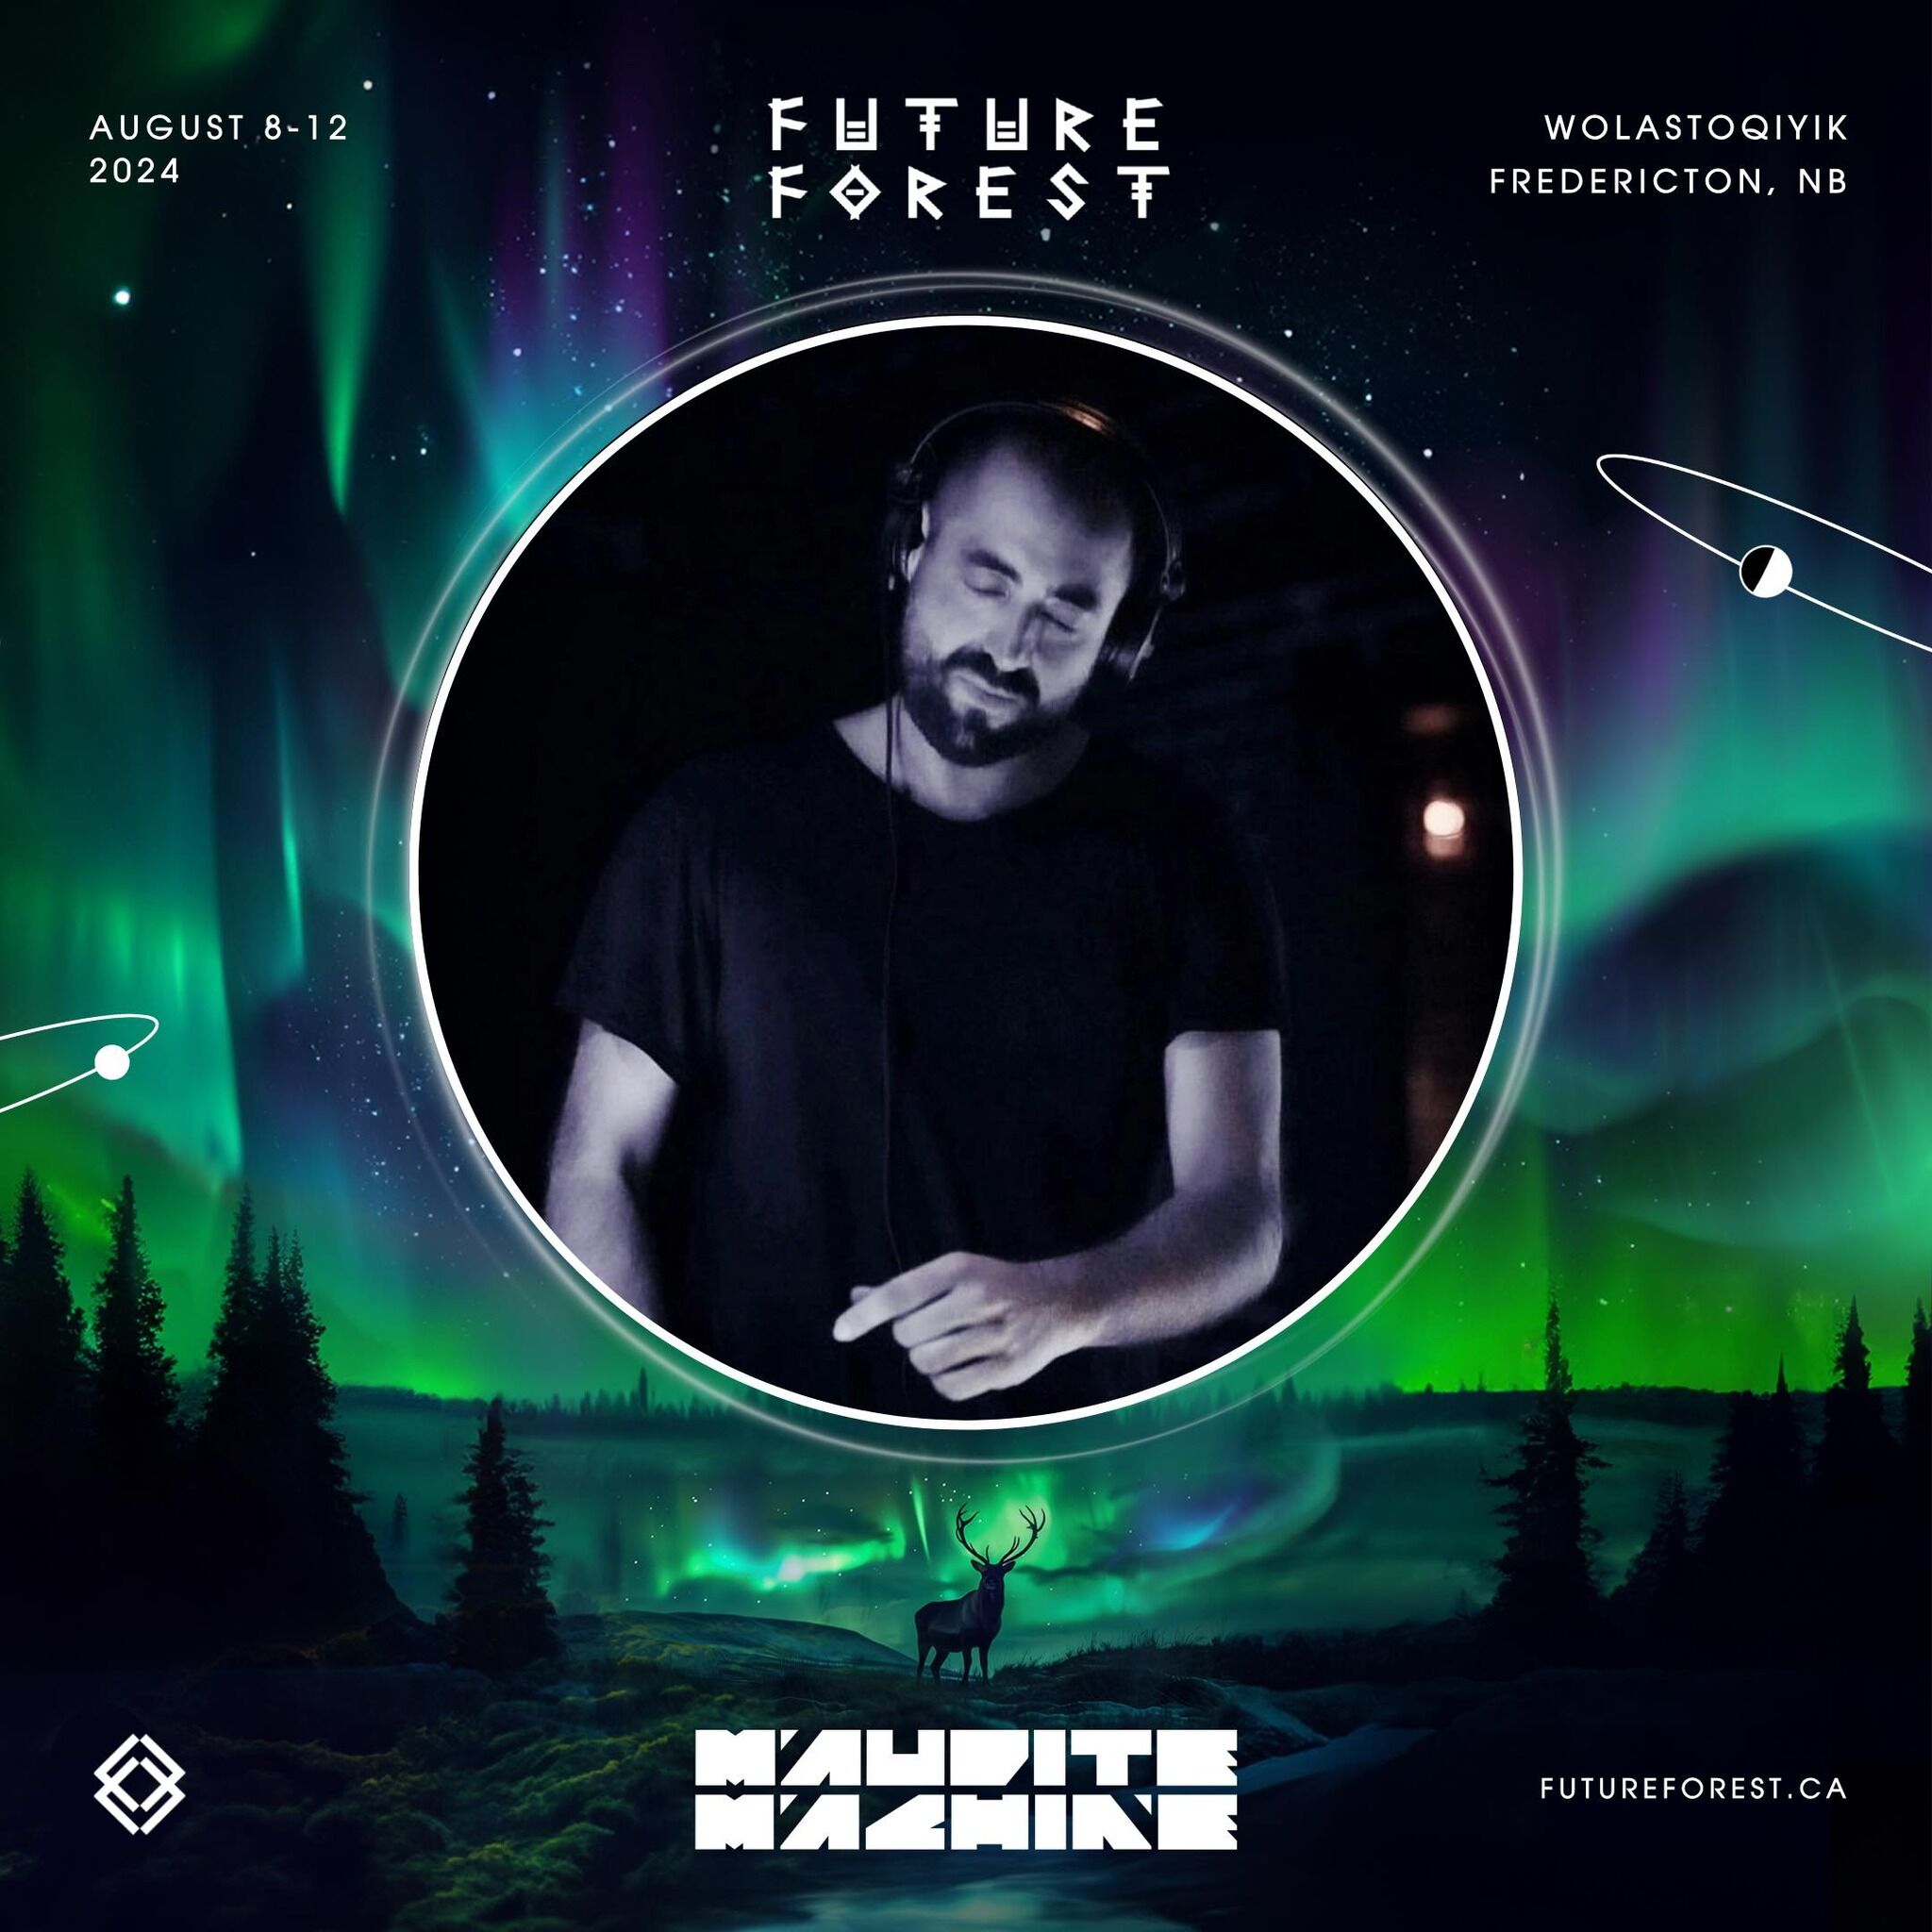 AUGUST 8-12
2024
FUTURE
FOREST
WOLASTOQIYIK
FREDERICTON, NB
MAUDITE
MACHINE
FUTUREFOREST.CA